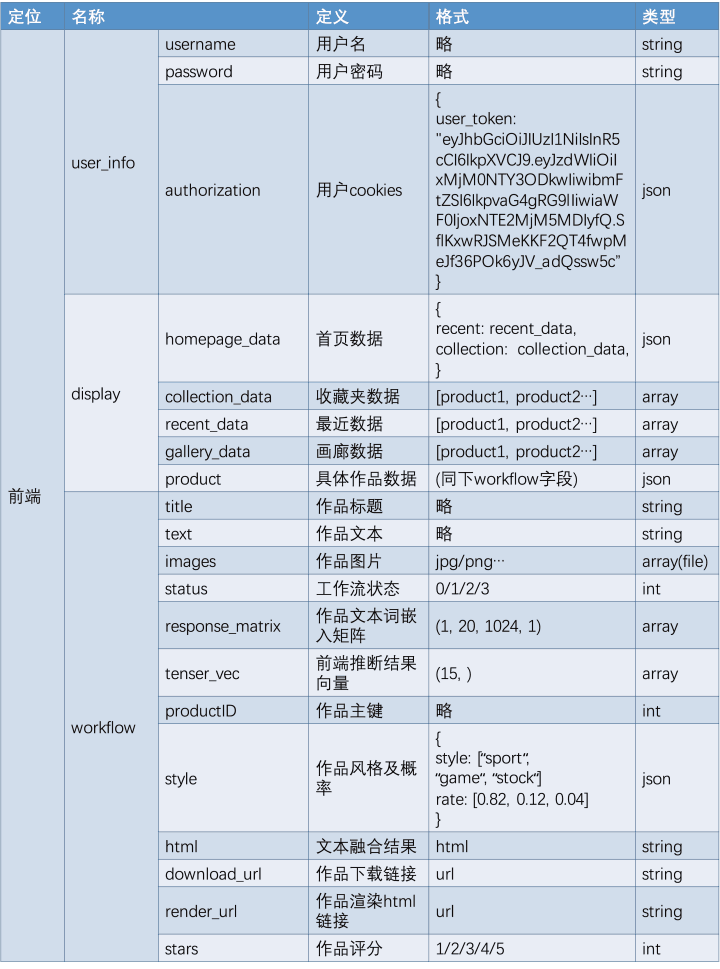 定位 名称 定义 格式 类型
前端
user_info
username 用户名 略 string
password 用户密码 略 string
authorization 用户cookies json
{
user_token:
"eyJhbGciOiJIUzI1NiIsInR5
cCI6IkpXVCJ9.eyJzdWIiOiI
xMjM0NTY3ODkwIiwibmF
tZSI6IkpvaG4gRG9lIiwiaW
F0IjoxNTE2MjM5MDIyfQ.S
flKxwRJSMeKKF2QT4fwpM
eJf36POk6yJV_adQssw5c"
}
display
homepage_data 首页数据 json
{
recent: recent_data,
collection: collection_data,
}
collection_data 收藏夹数据 [product1, product2…] array
recent_data 最近数据 [product1, product2…] array
gallery_data 画廊数据 [product1, product2…] array
product 具体作品数据 (同下workflow字段) json
workflow
title 作品标题 略 string
text 作品文本 略 string
images 作品图片 jpg/png… array(file)
status 工作流状态 0/1/2/3 int
response_matrix 作品文本词嵌
入矩阵 (1, 20, 1024, 1) array
tenser_vec 前端推断结果
向量 (15, ) array
productID 作品主键 略 int
style 作品风格及概
率 json
{
style: ["sport",
"game", "stock"]
rate: [0.82, 0.12, 0.04]
}
html 文本融合结果 html string
download_url 作品下载链接 url string
render_url 作品渲染html
链接 url string
stars 作品评分 1/2/3/4/5 int